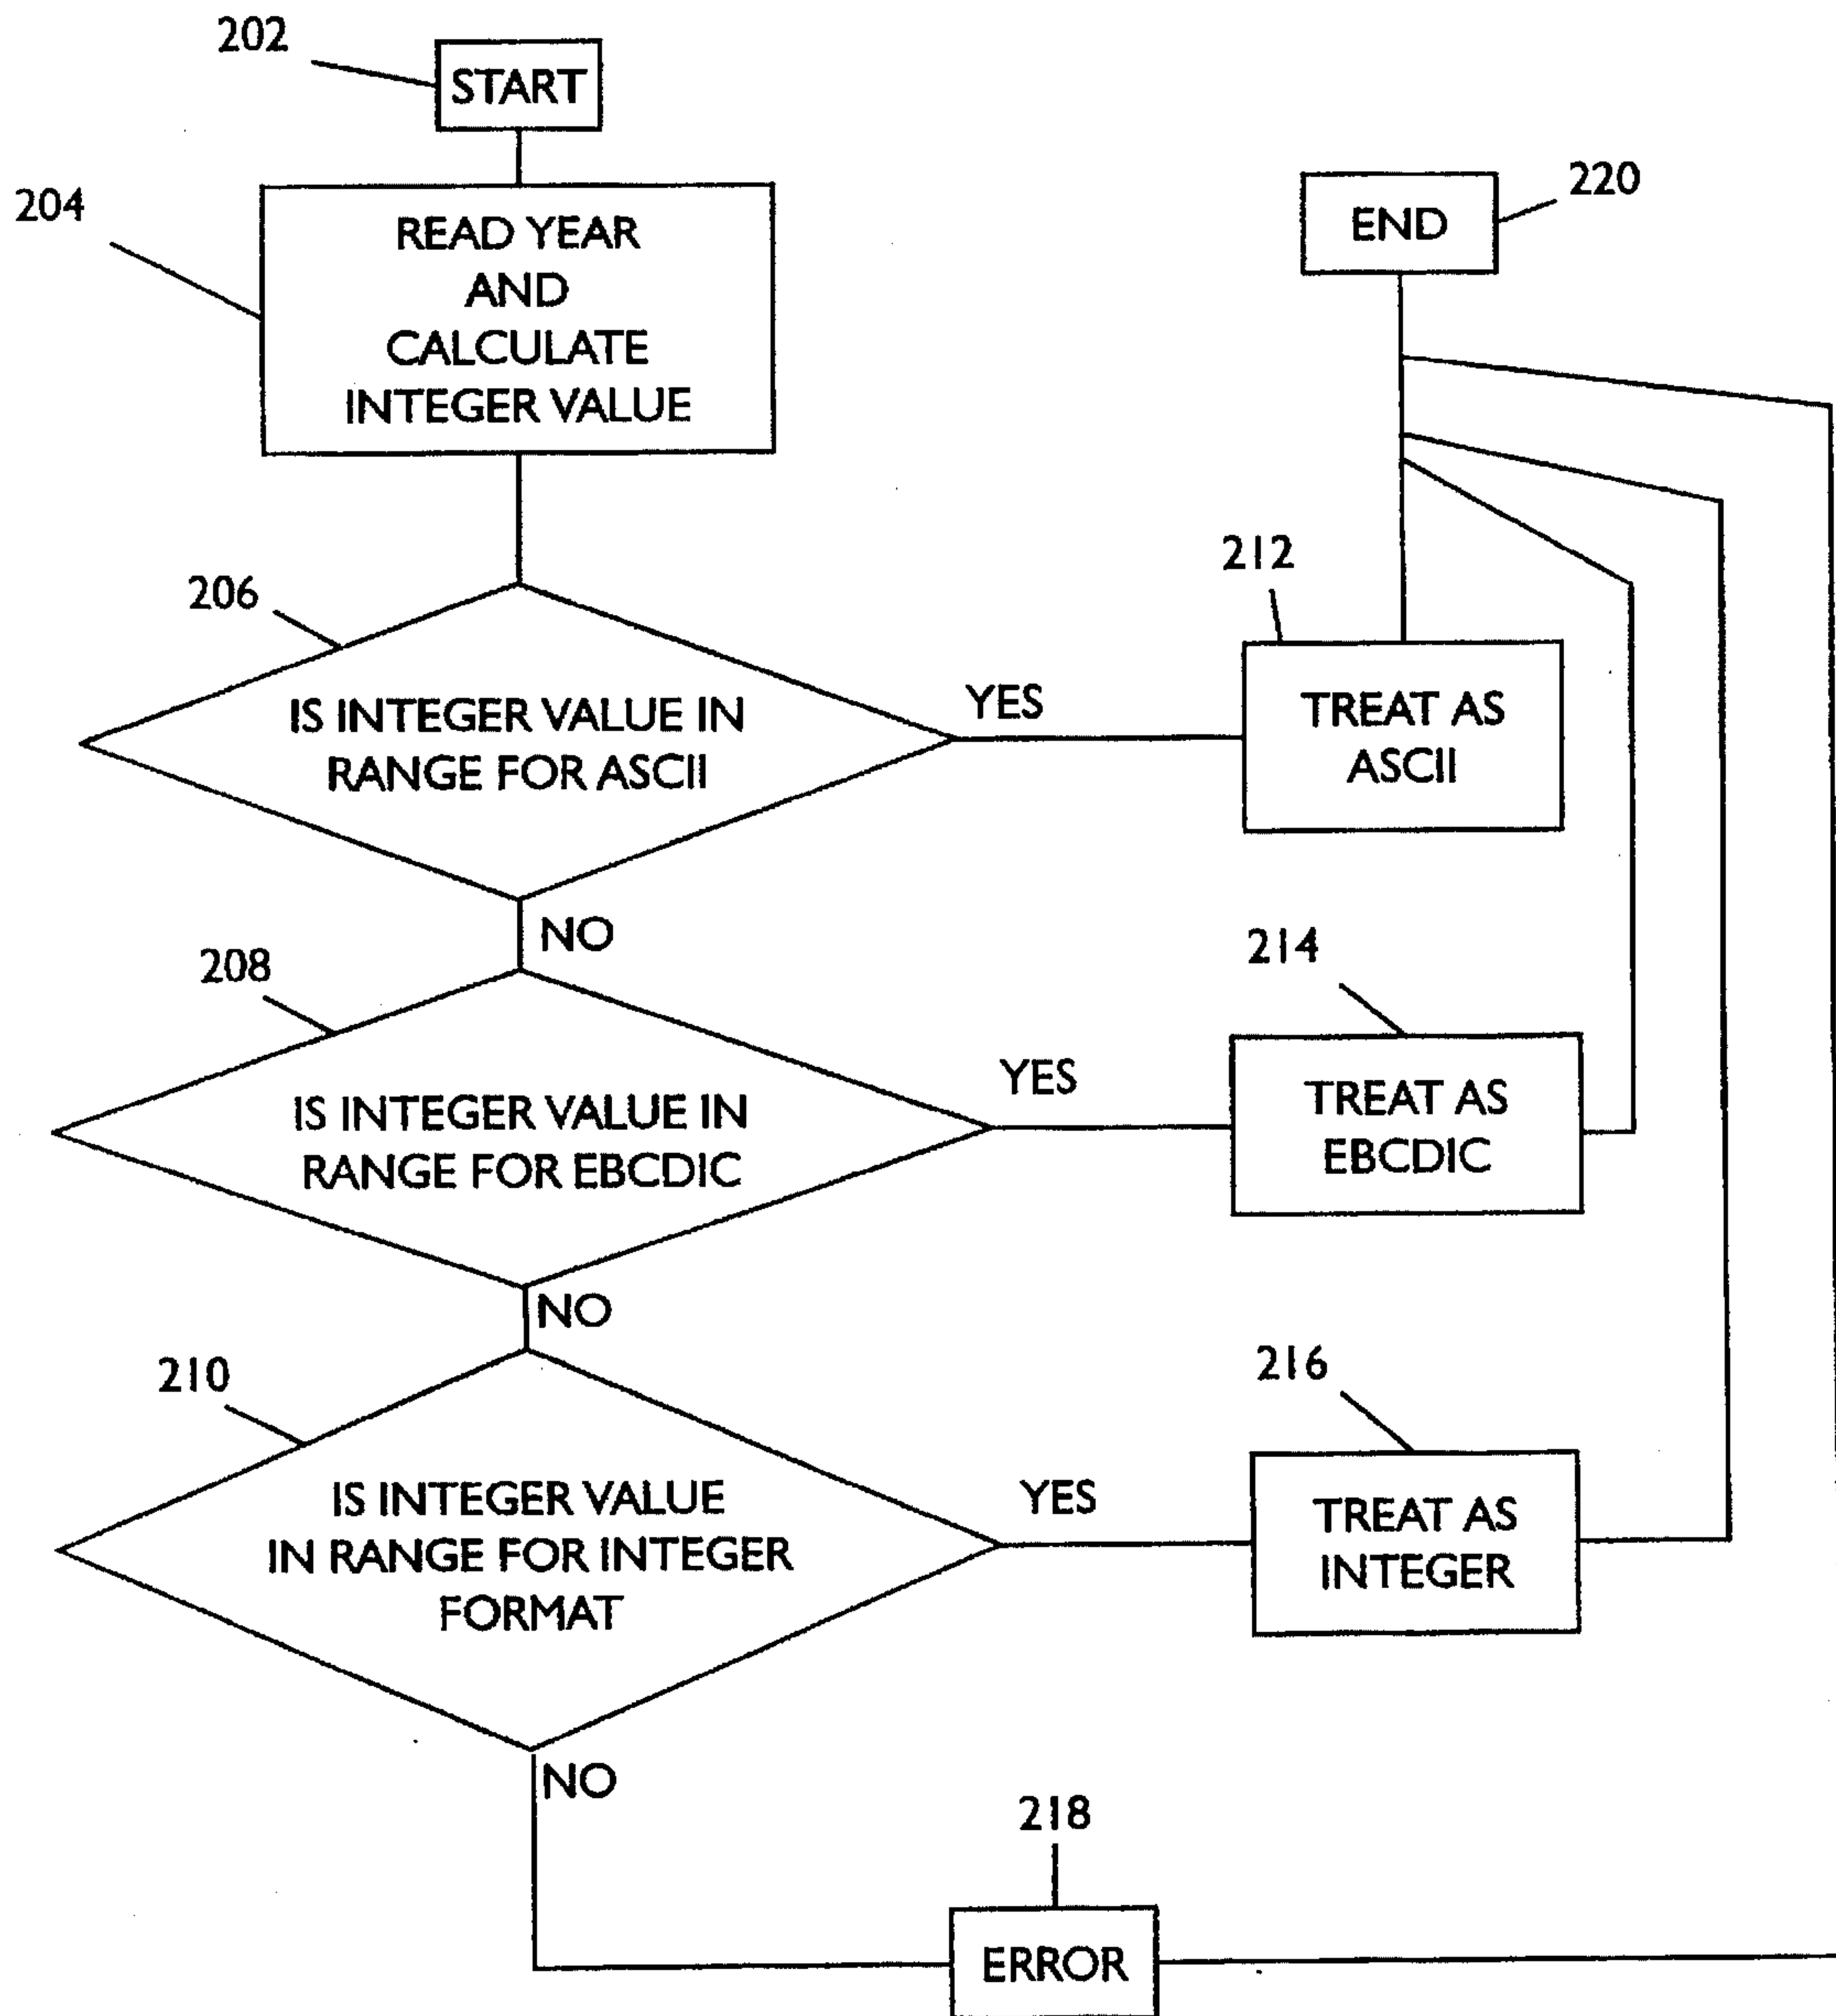 202
START
204
READ YEAR
AND
CALCULATE
INTEGER VALUE
220
END
206
IS INTEGER VALUE IN
RANGE FOR ASCII
YES
212
TREAT AS
ASCII
NO
208
IS INTEGER VALUE IN
RANGE FOR EBCDIC
YES
214
TREAT AS
EBCDIC
NO
210
IS INTEGER VALUE
IN RANGE FOR INTEGER
FORMAT
YES
216
TREAT AS
INTEGER
NO
218
ERROR